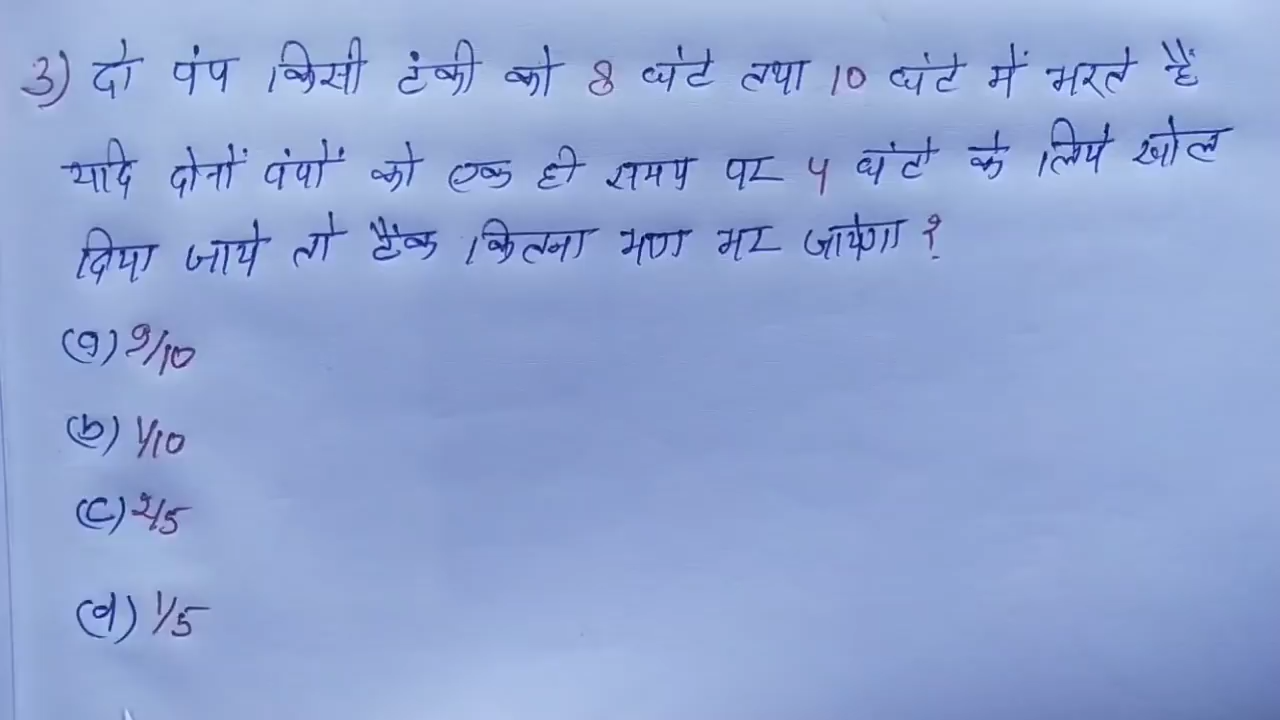 3) दो पंप किसी टंकी को 8 घंटे तथा 10 घंटे में भरते हैं
यदि दोनों पंपों को एक ही समय पर 4 घंटो के लिये खोल
दिया जाये तो टैंक कितना भाग भर जायेगा ?
(a) 9/10
(b) 1/10
(c) 2/5
(d) 1/5